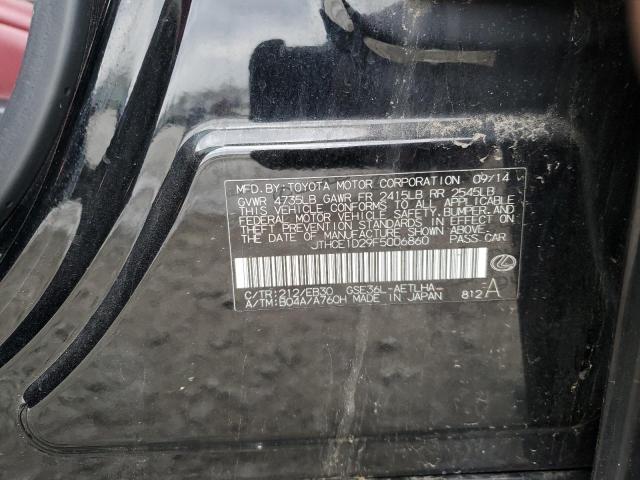 MFD. BY: TOYOTA MOTOR CORPORATION 09/14
GVWR 4735LB GAWR FR 2415LB RR 2545LB
THIS VEHICLE CONFORMS TO ALL APPLICABLE
FEDERAL MOTOR VEHICLE SAFETY, BUMPER, AND
THEFT PREVENTION STANDARDS IN EFFECT ON
THE DATE OF MANUFACTURE SHOWN ABOVE.
JTHCE1D29F5006860 PASS CAR
C/TR: 212/EB30 GSE36L-AETLHA
A/TM: B04A/A760H MADE IN JAPAN 812 A